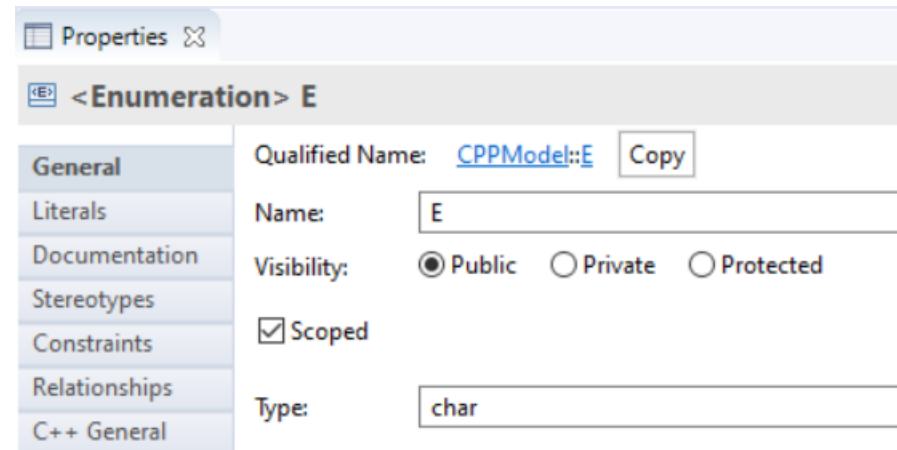 Properties
<Enumeration> E
General
Literals
Documentation
Stereotypes
Constraints
Relationships
C++ General
Qualified Name: CPPModel::E Copy
Name: E
Visibility: Public Private Protected
Scoped
Type: char